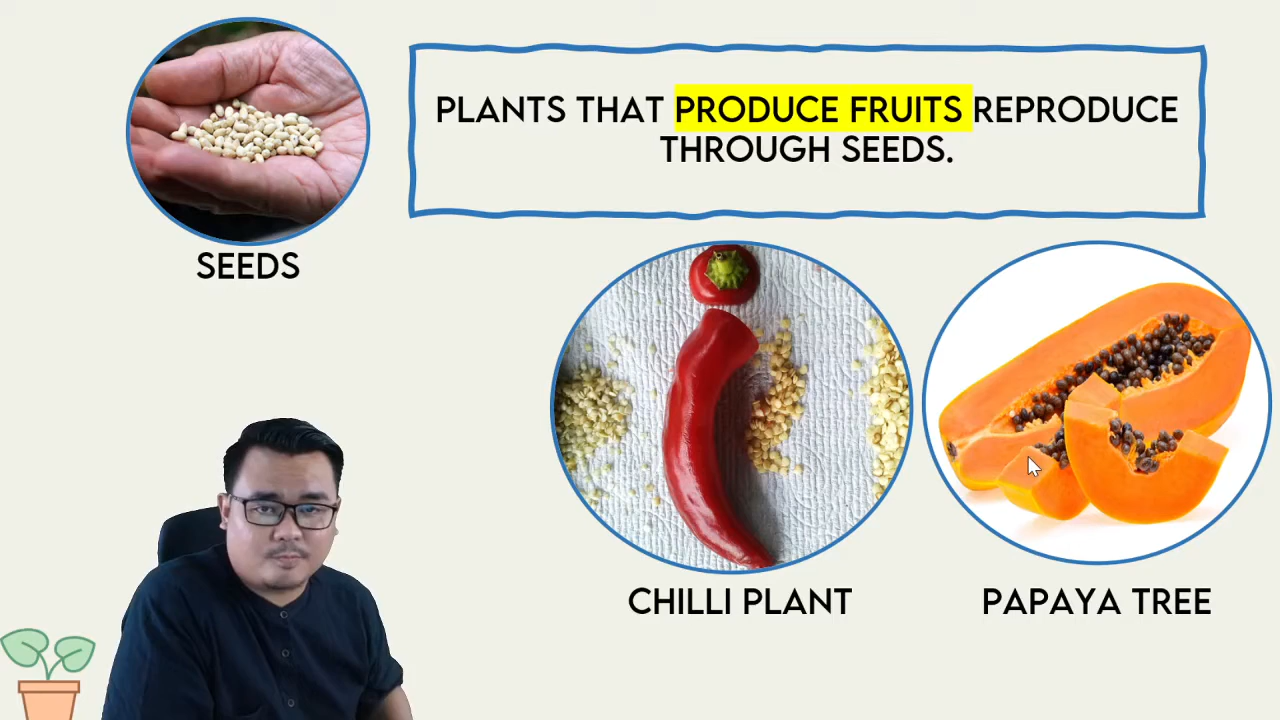 PLANTS THAT PRODUCE FRUITS REPRODUCE
THROUGH SEEDS.
SEEDS
CHILLI PLANT
PAPAYA TREE